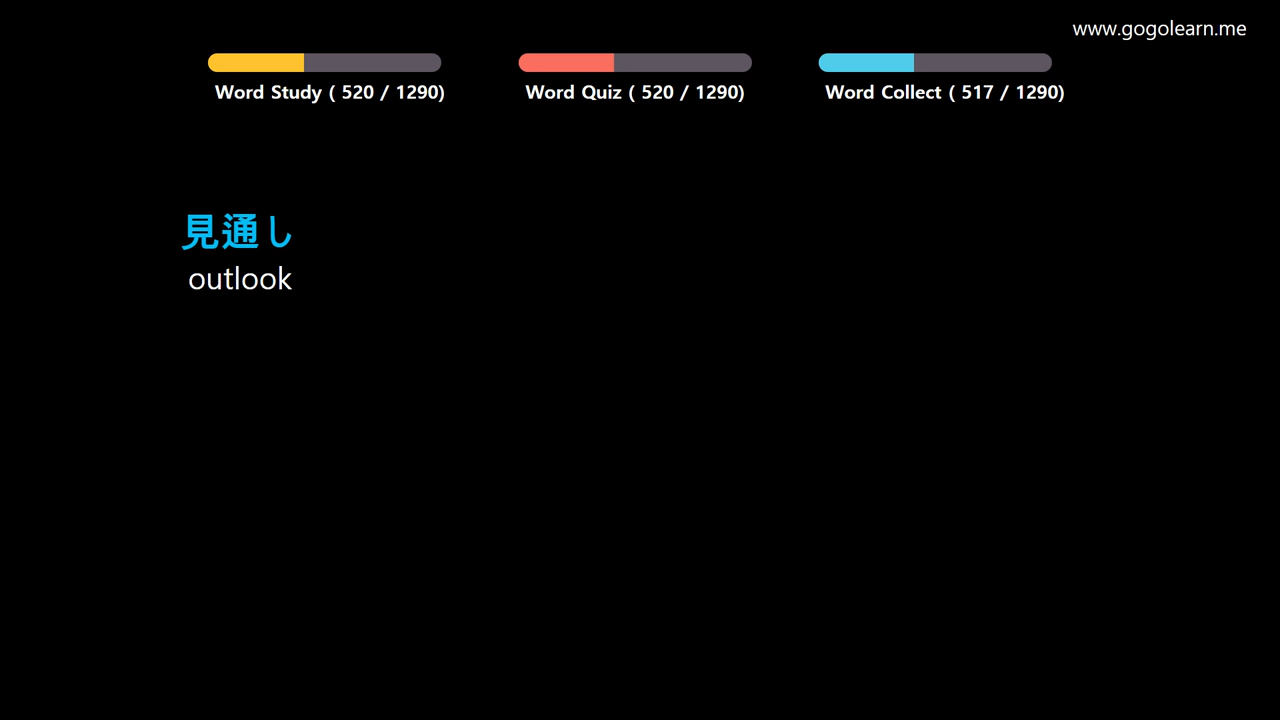 www.gogolearn.me
Word Study ( 520 / 1290)
Word Quiz ( 520 / 1290)
Word Collect ( 517 / 1290)
見通し
outlook